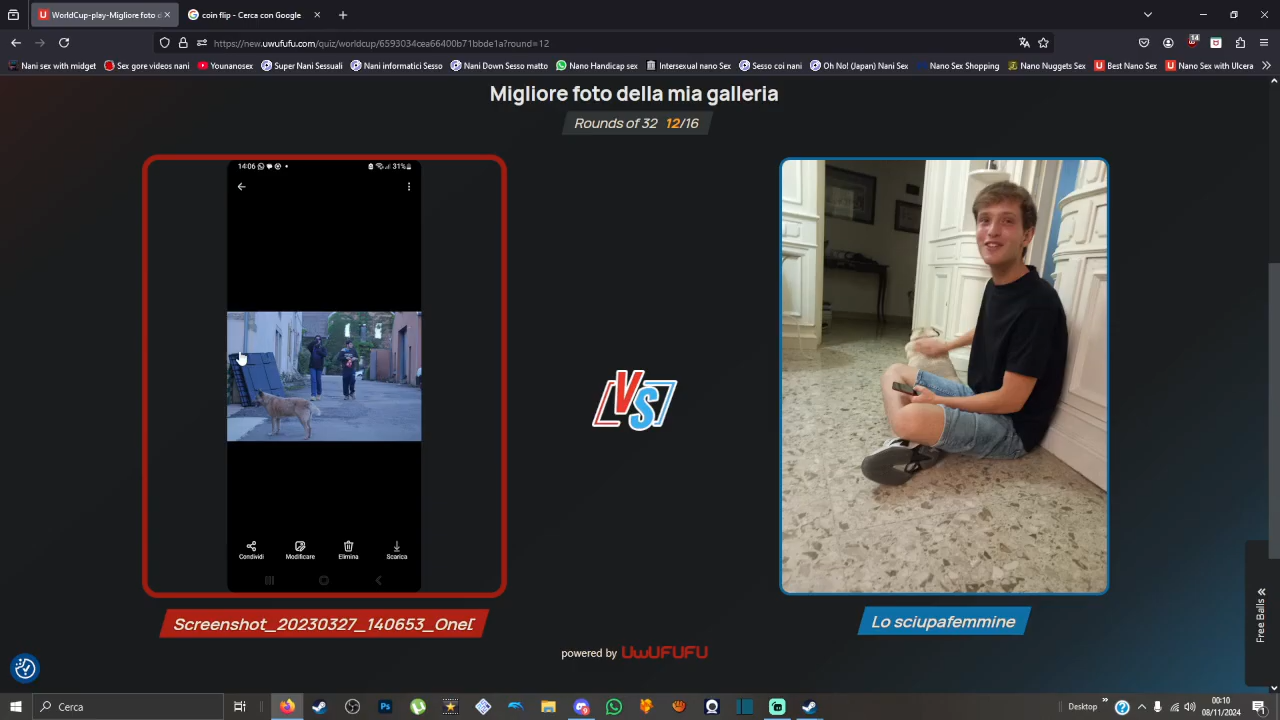 WorldCup-play-Migliore foto d
coin flip - Cerca con Google
https://new.uwufufu.com/quiz/worldcup/6593034cea66400b71bbde1a?round=12
14
Nani sex with midget
Sex gore videos nani
Younanosex
Super Nani Sessuali
Nani informatici Sesso
Nani Down Sesso matto
Nano Handicap sex
Intersexual nano Sex
Sesso coi nani
Oh No! (Japan) Nani Sex
Nano Sex Shopping
Nano Nuggets Sex
Best Nano Sex
Nano Sex with Ulcera
Migliore foto della mia galleria
Rounds of 32 12/16
14:06
31%
Condividi
Modificare
Elimina
Scarica
VS
Screenshot_20230327_140653_OneD
Lo sciupafemmine
powered by UwUFUFU
Free Balls
Cerca
Desktop
00:10
08/11/2024